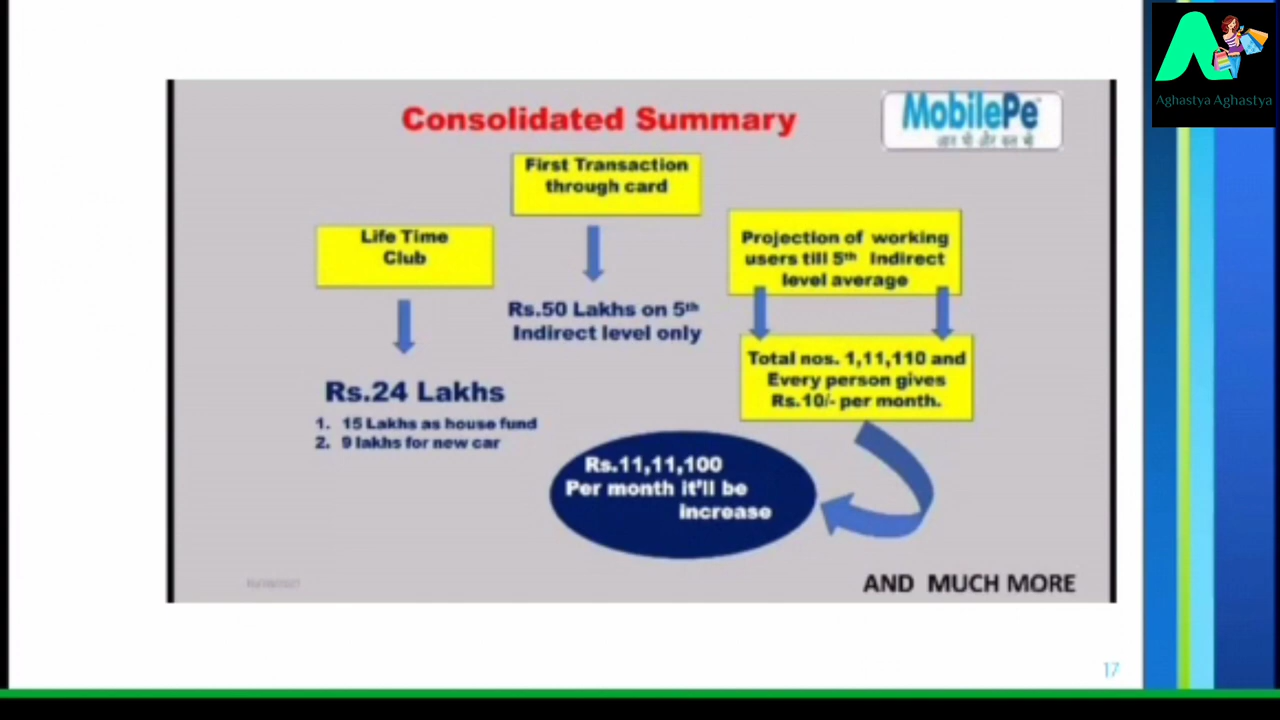 Aghastya Aghastya
Consolidated Summary
MobilePe
First Transaction
through card
Life Time
Club
Projection of working
users till 5th Indirect
level average
Rs.50 Lakhs on 5th
Indirect level only
Total nos. 1,11,110 and
Every person gives
Rs.10/- per month.
Rs.24 Lakhs
1. 15 Lakhs as house fund
2. 9 lakhs for new car
Rs.11,11,100
Per month it'll be
increase
AND MUCH MORE
17